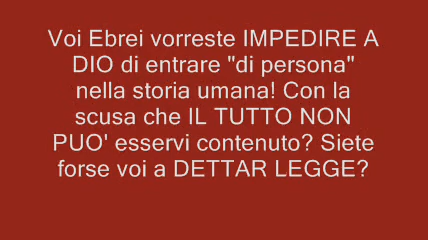 Voi Ebrei vorreste IMPEDIRE A
DIO di entrare "di persona"
nella storia umana! Con la
scusa che IL TUTTO NON
PUO' esservi contenuto? Siete
forse voi a DETTAR LEGGE?